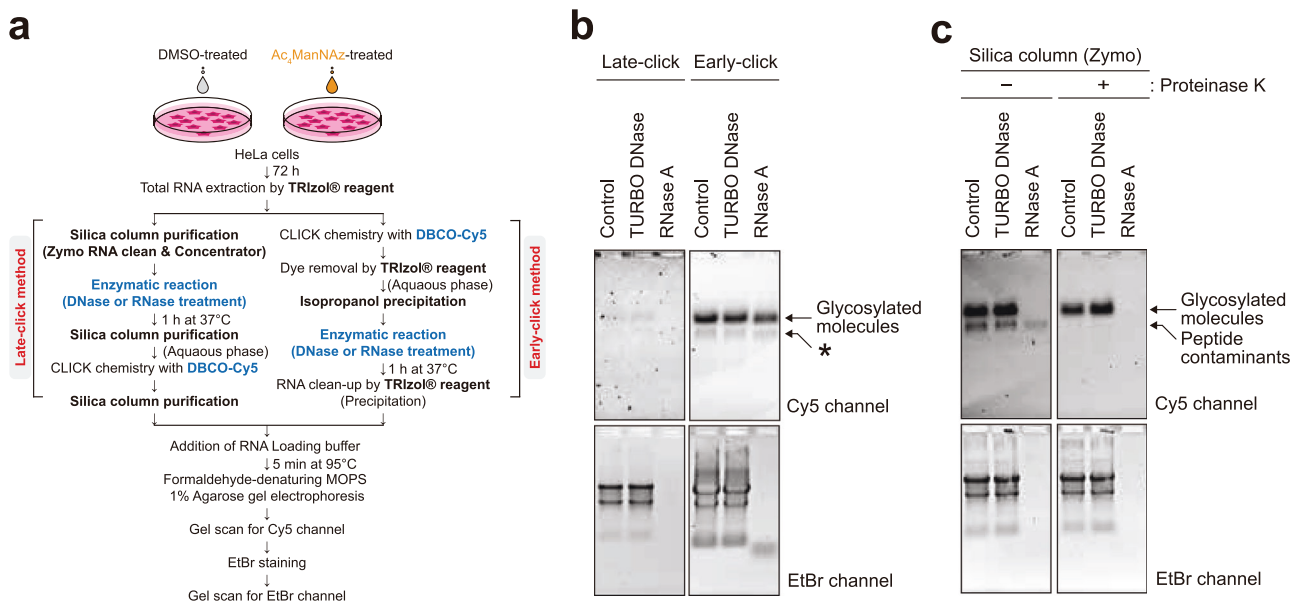 a
DMSO-treated
Ac4ManNAz-treated
HeLa cells
↓ 72 h
Total RNA extraction by TRIzol® reagent
Late-click method
Silica column purification
(Zymo RNA clean & Concentrator)
Enzymatic reaction
(DNase or RNase treatment)
↓ 1 h at 37°C
Silica column purification
↓ (Aquaous phase)
CLICK chemistry with DBCO-Cy5
Silica column purification
CLICK chemistry with DBCO-Cy5
Dye removal by TRIzol® reagent
↓ (Aquaous phase)
Isopropanol precipitation
Enzymatic reaction
(DNase or RNase treatment)
↓ 1 h at 37°C
RNA clean-up by TRIzol® reagent
(Precipitation)
Early-click method
Addition of RNA Loading buffer
↓ 5 min at 95°C
Formaldehyde-denaturing MOPS
1% Agarose gel electrophoresis
Gel scan for Cy5 channel
EtBr staining
Gel scan for EtBr channel
b
Late-click
Early-click
Control
TURBO DNase
RNase A
Control
TURBO DNase
RNase A
Glycosylated
molecules
*
Cy5 channel
EtBr channel
c
Silica column (Zymo)
− + : Proteinase K
Control
TURBO DNase
RNase A
Control
TURBO DNase
RNase A
Glycosylated
molecules
Peptide
contaminants
Cy5 channel
EtBr channel